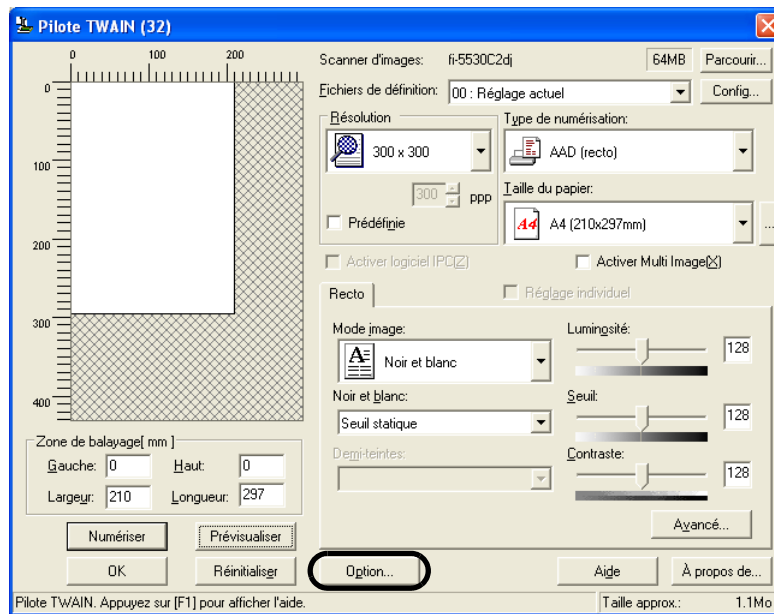 Pilote TWAIN (32)
0 100 200
0
100
200
300
400
Scanner d'images: fi-5530C2dj 64MB Parcourir...
Fichiers de définition: 00 : Réglage actuel Config...
Résolution
300 x 300
300 ppp
Prédéfinie
Type de numérisation:
AAD (recto)
Taille du papier:
A4 A4 (210x297mm) ...
Activer logiciel IPC(Z) Activer Multi Image(X)
Recto Réglage individuel
Mode image:
A Noir et blanc
Noir et blanc:
Seuil statique
Demi-teintes:
Luminosité:
128
Seuil:
128
Contraste:
128
Avancé...
Zone de balayage[ mm ]
Gauche: 0 Haut: 0
Largeur: 210 Longueur: 297
Numériser Prévisualiser
OK Réinitialiser Option... Aide À propos de...
Pilote TWAIN. Appuyez sur [F1] pour afficher l'aide. Taille approx.: 1.1Mo